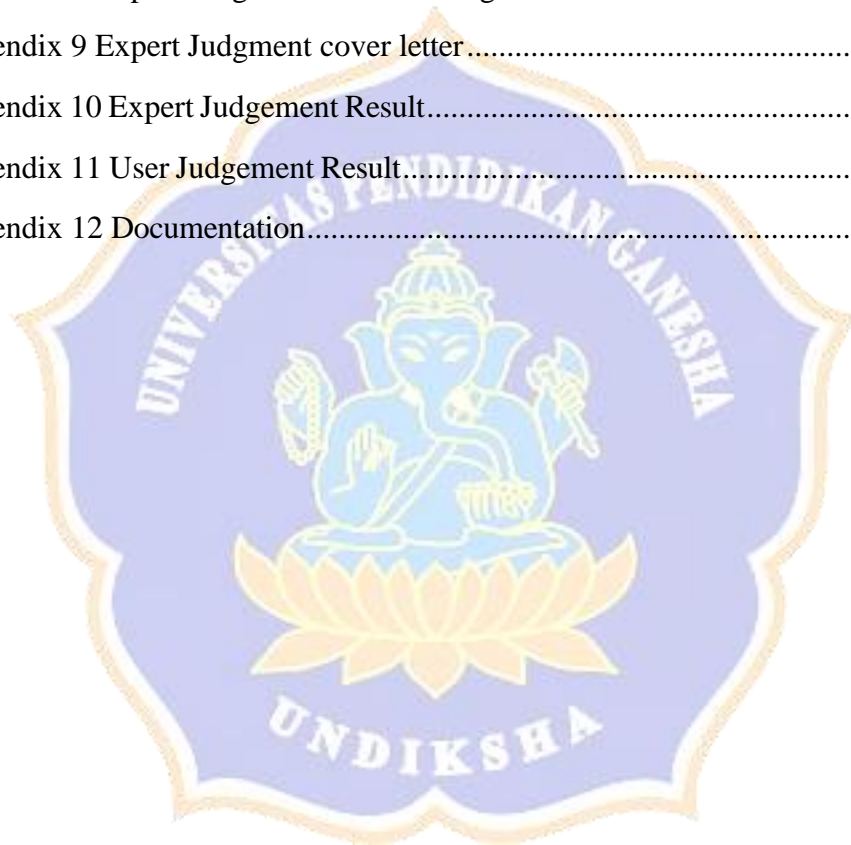 endix 9 Expert Judgment cover letter....................................................
endix 10 Expert Judgement Result..........................................................
endix 11 User Judgement Result.............................................................
endix 12 Documentation.........................................................................
UNIVERSITAS PENDIDIKAN GANESHA
UNDIKSHA